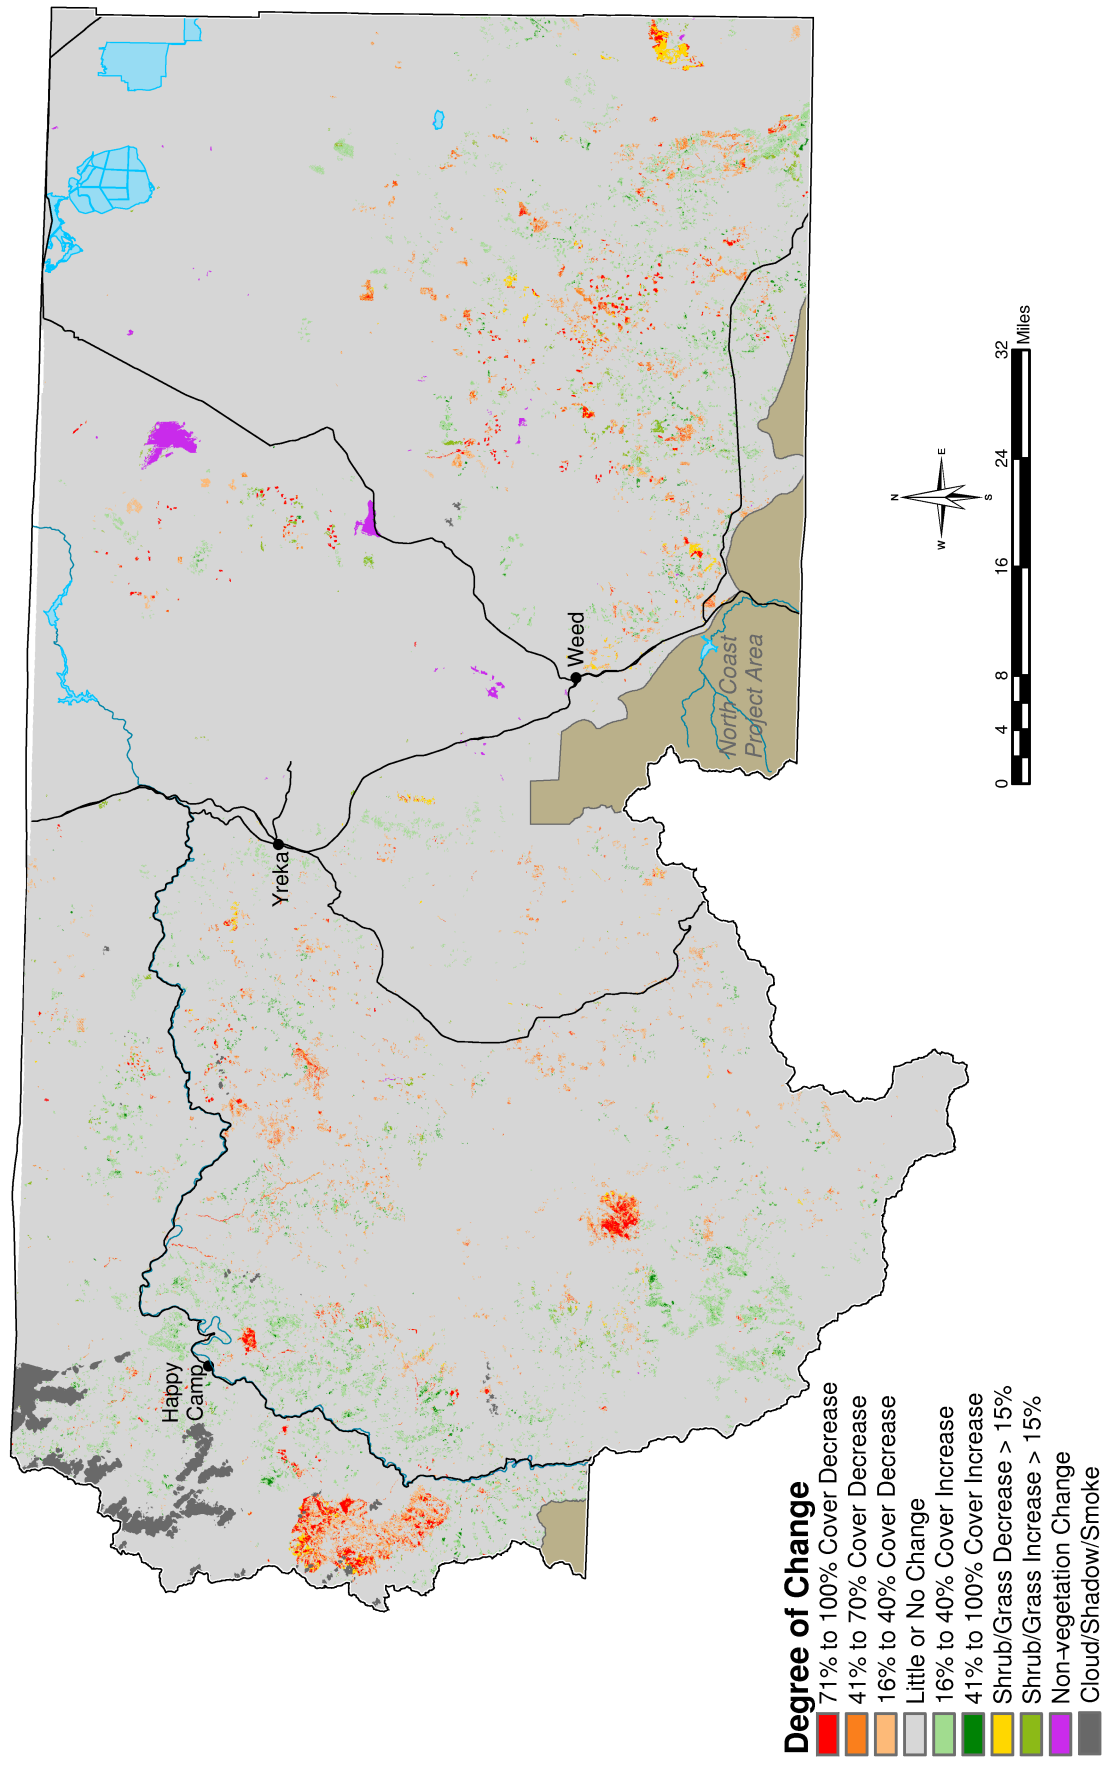 Happy
Camp
Yreka
Weed
North Coast
Project Area
N
W
E
S
0
4
8
16
24
32
Miles
Degree of Change
71% to 100% Cover Decrease
41% to 70% Cover Decrease
16% to 40% Cover Decrease
Little or No Change
16% to 40% Cover Increase
41% to 100% Cover Increase
Shrub/Grass Decrease > 15%
Shrub/Grass Increase > 15%
Non-vegetation Change
Cloud/Shadow/Smoke